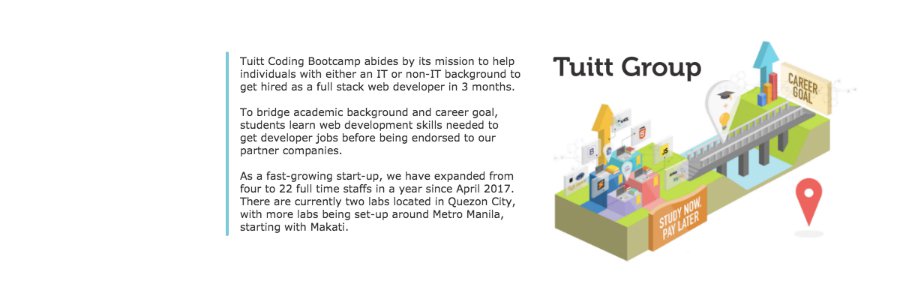 Tuitt Coding Bootcamp abides by its mission to help
individuals with either an IT or non-IT background to
get hired as a full stack web developer in 3 months.
To bridge academic background and career goal,
students learn web development skills needed to
get developer jobs before being endorsed to our
partner companies.
As a fast-growing start-up, we have expanded from
four to 22 full time staffs in a year since April 2017.
There are currently two labs located in Quezon City,
with more labs being set-up around Metro Manila,
starting with Makati.
Tuitt Group
CAREER
GOAL
STUDY NOW,
PAY LATER